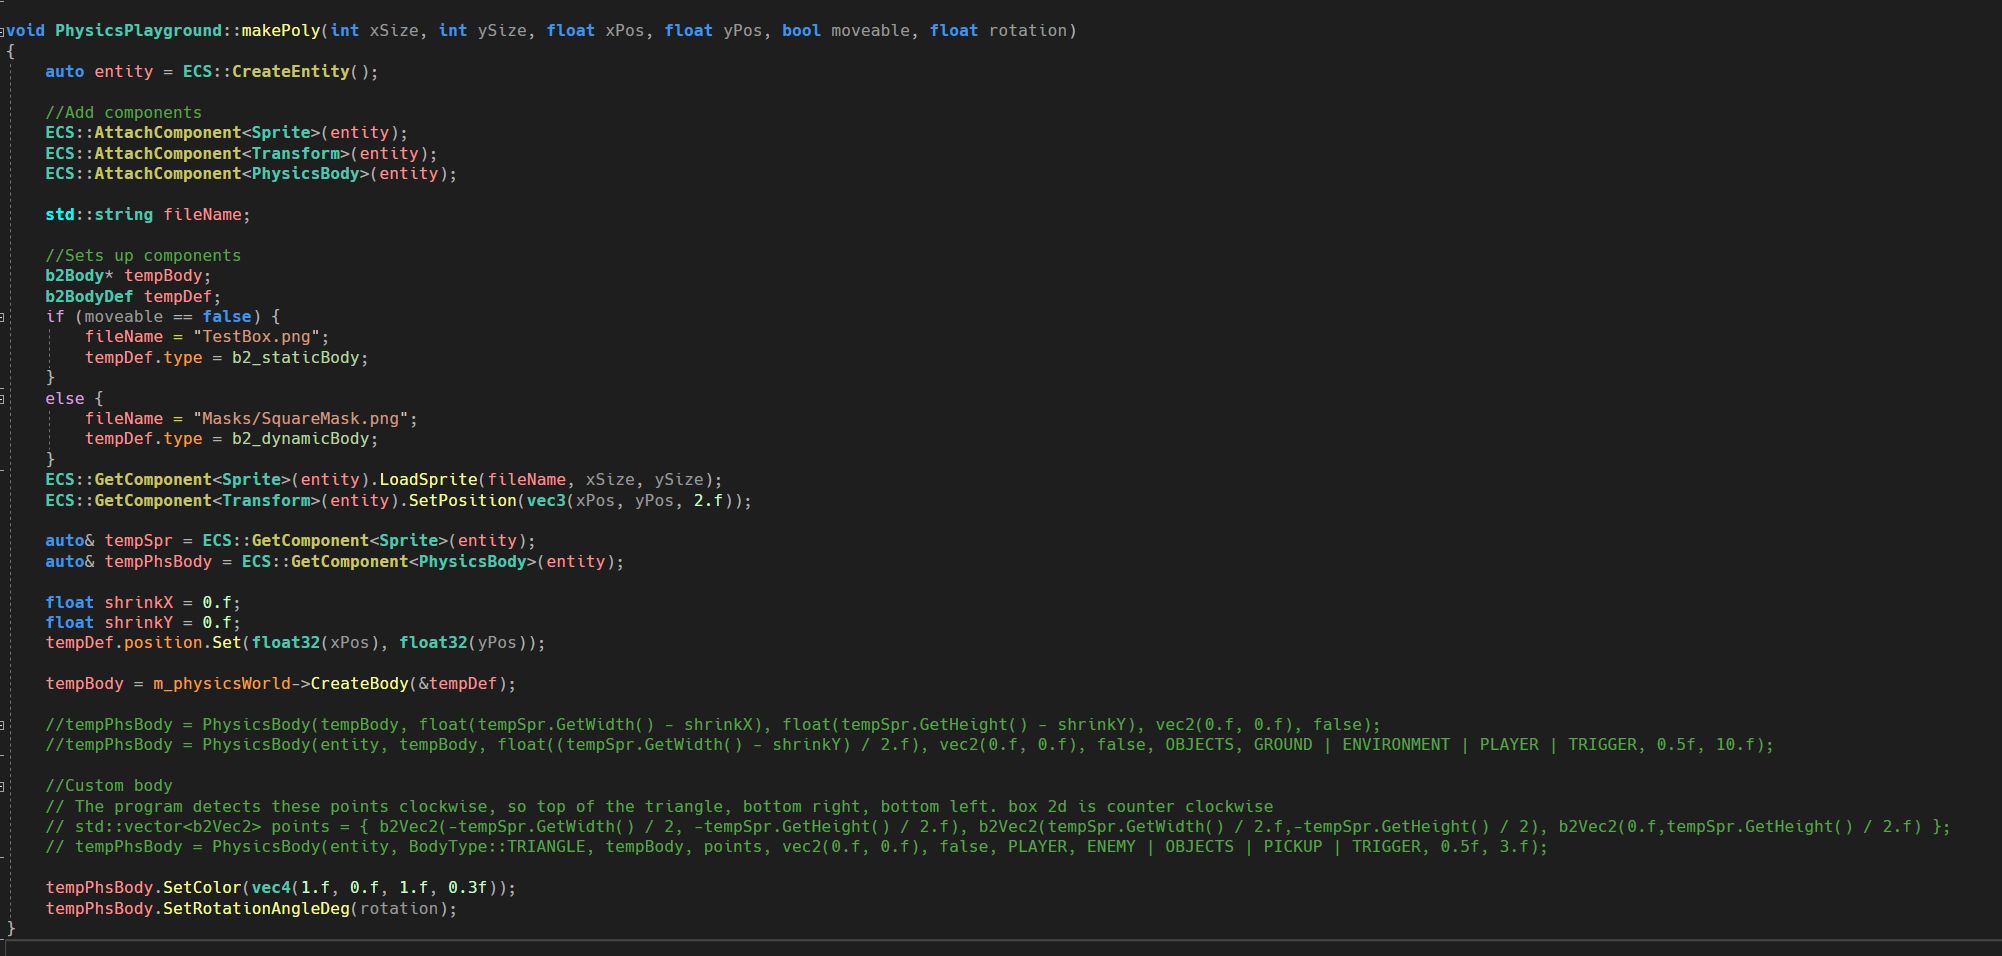 void PhysicsPlayground::makePoly(int xSize, int ySize, float xPos, float yPos, bool moveable, float rotation)
{
    auto entity = ECS::CreateEntity();

    //Add components
    ECS::AttachComponent<Sprite>(entity);
    ECS::AttachComponent<Transform>(entity);
    ECS::AttachComponent<PhysicsBody>(entity);

    std::string fileName;

    //Sets up components
    b2Body* tempBody;
    b2BodyDef tempDef;
    if (moveable == false) {
        fileName = "TestBox.png";
        tempDef.type = b2_staticBody;
    }
    else {
        fileName = "Masks/SquareMask.png";
        tempDef.type = b2_dynamicBody;
    }
    ECS::GetComponent<Sprite>(entity).LoadSprite(fileName, xSize, ySize);
    ECS::GetComponent<Transform>(entity).SetPosition(vec3(xPos, yPos, 2.f));

    auto& tempSpr = ECS::GetComponent<Sprite>(entity);
    auto& tempPhsBody = ECS::GetComponent<PhysicsBody>(entity);

    float shrinkX = 0.f;
    float shrinkY = 0.f;
    tempDef.position.Set(float32(xPos), float32(yPos));

    tempBody = m_physicsWorld->CreateBody(&tempDef);

    //tempPhsBody = PhysicsBody(tempBody, float(tempSpr.GetWidth() - shrinkX), float(tempSpr.GetHeight() - shrinkY), vec2(0.f, 0.f), false);
    //tempPhsBody = PhysicsBody(entity, tempBody, float((tempSpr.GetWidth() - shrinkY) / 2.f), vec2(0.f, 0.f), false, OBJECTS, GROUND | ENVIRONMENT | PLAYER | TRIGGER, 0.5f, 10.f);

    //Custom body
    // The program detects these points clockwise, so top of the triangle, bottom right, bottom left. box 2d is counter clockwise
    // std::vector<b2Vec2> points = { b2Vec2(-tempSpr.GetWidth() / 2, -tempSpr.GetHeight() / 2.f), b2Vec2(tempSpr.GetWidth() / 2.f,-tempSpr.GetHeight() / 2), b2Vec2(0.f,tempSpr.GetHeight() / 2.f) };
    // tempPhsBody = PhysicsBody(entity, BodyType::TRIANGLE, tempBody, points, vec2(0.f, 0.f), false, PLAYER, ENEMY | OBJECTS | PICKUP | TRIGGER, 0.5f, 3.f);

    tempPhsBody.SetColor(vec4(1.f, 0.f, 1.f, 0.3f));
    tempPhsBody.SetRotationAngleDeg(rotation);
}